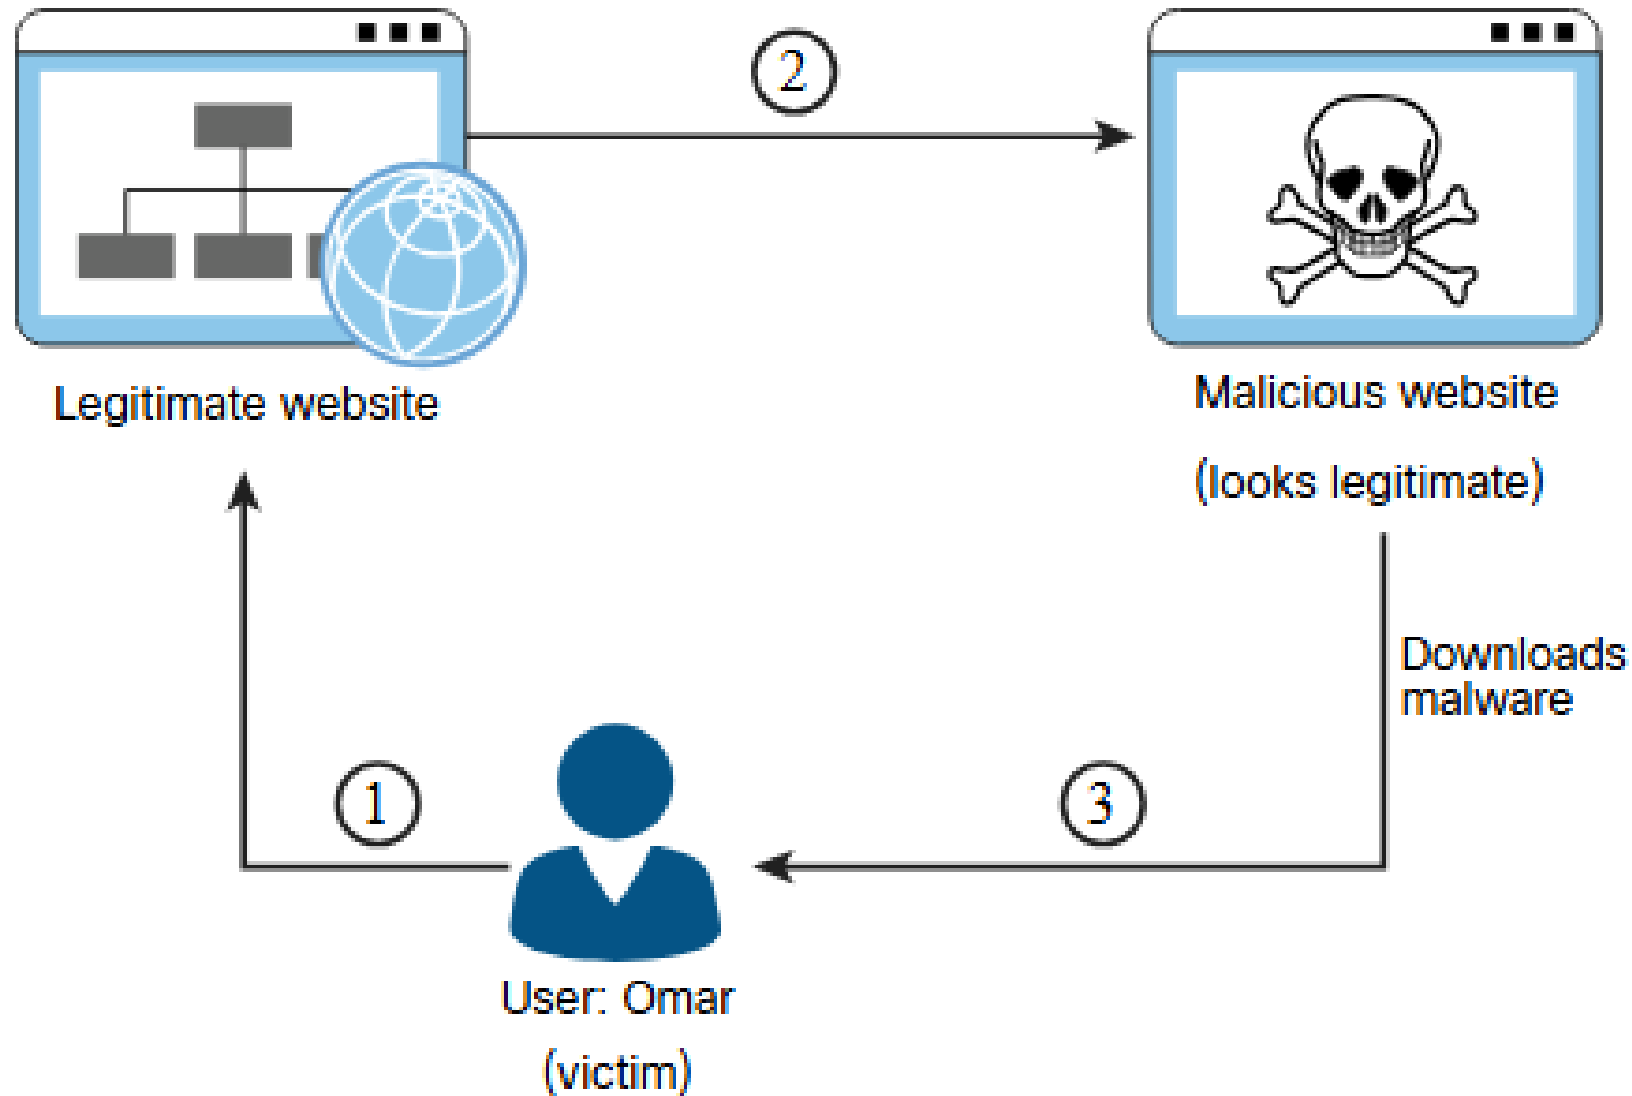 2
Legitimate website
Malicious website
(looks legitimate)
Downloads
malware
1
3
User: Omar
(victim)